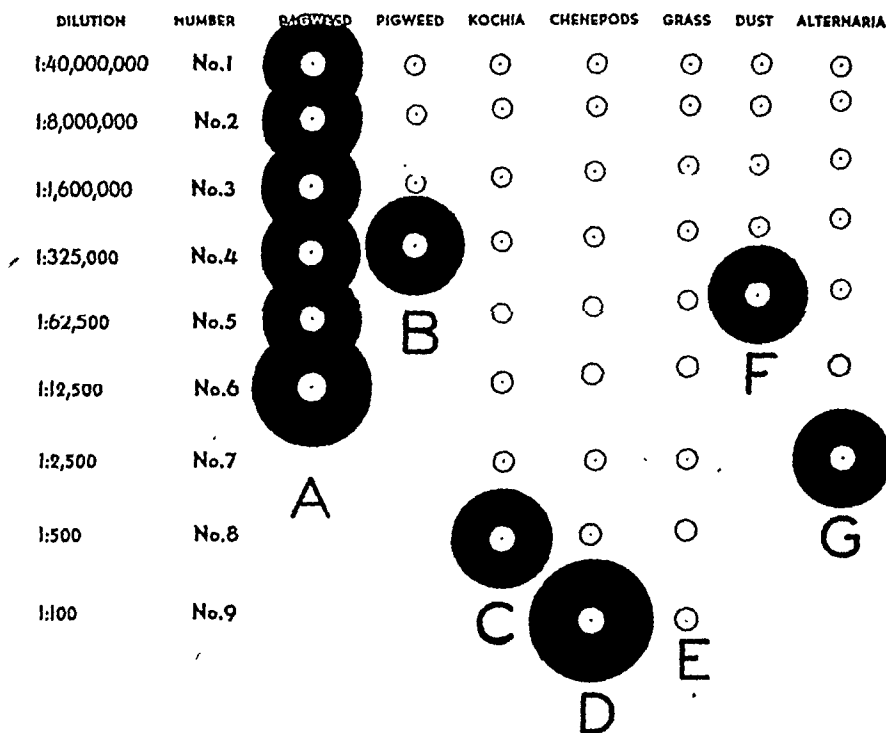 DILUTION NUMBER RAGWEED PIGWEED KOCHIA CHENEPODS GRASS DUST ALTERNARIA
1:40,000,000 No.1
1:8,000,000 No.2
1:1,600,000 No.3
1:325,000 No.4
1:62,500 No.5
B
F
1:12,500 No.6
1:2,500 No.7
A
1:500 No.8
G
1:100 No.9
C
E
D